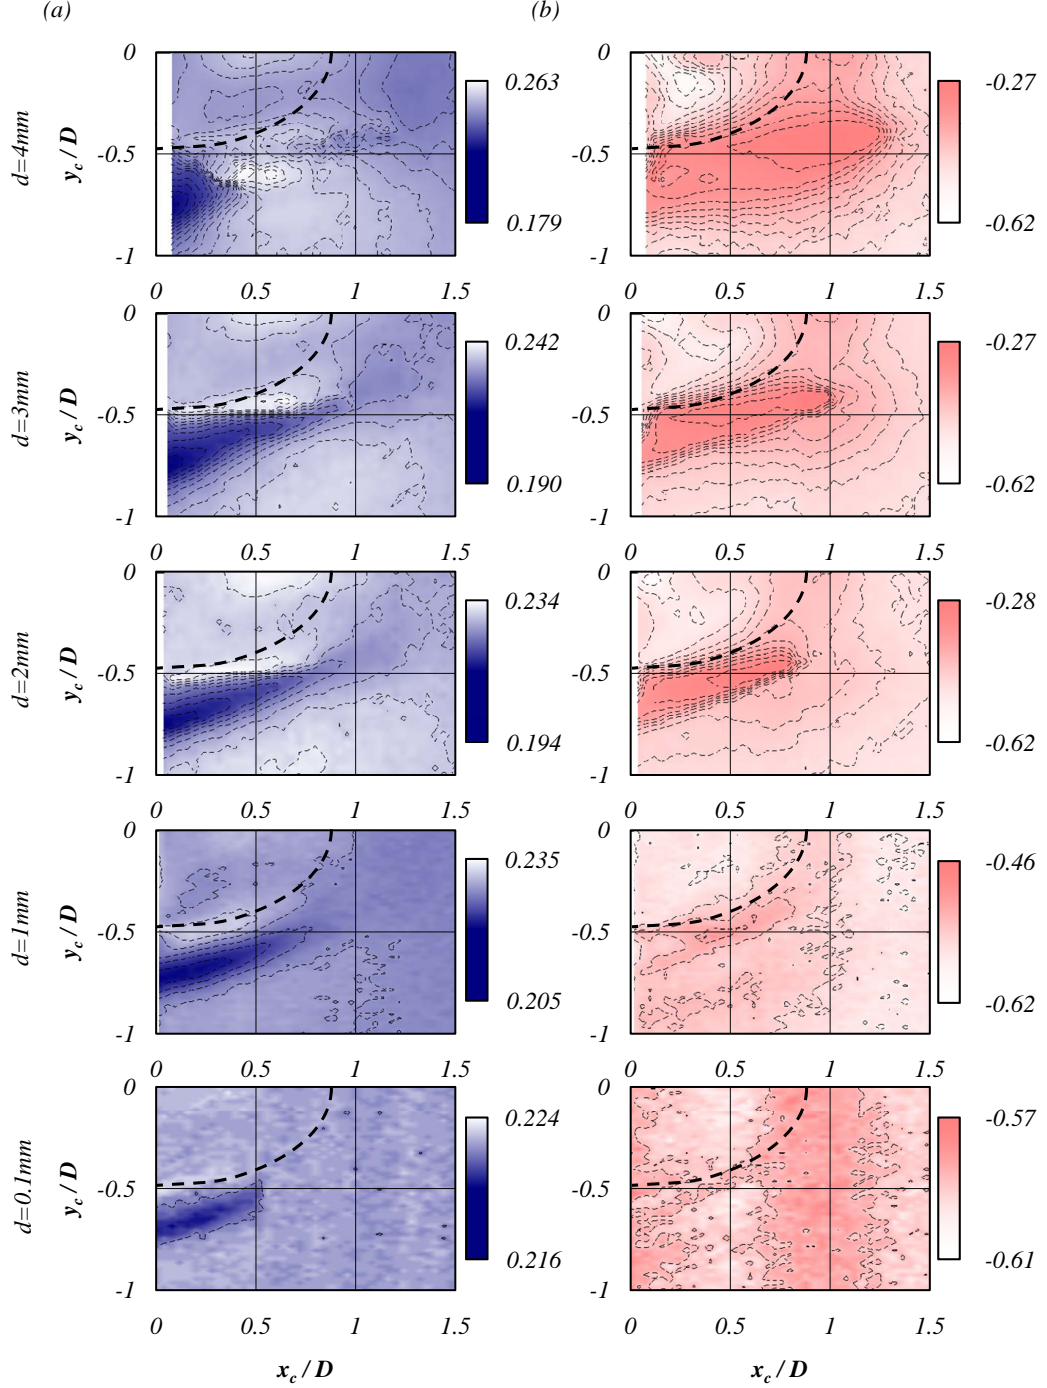 (a) (b)
0 0.263 0 -0.27
d=4mm y_c / D -0.5 -0.5
0.179 -0.62
-1 -1
0 0.5 1 1.5 0 0.5 1 1.5
0 0.242 0 -0.27
d=3mm y_c / D -0.5 -0.5
0.190 -0.62
-1 -1
0 0.5 1 1.5 0 0.5 1 1.5
0 0.234 0 -0.28
d=2mm y_c / D -0.5 -0.5
0.194 -0.62
-1 -1
0 0.5 1 1.5 0 0.5 1 1.5
0 0.235 0 -0.46
d=1mm y_c / D -0.5 -0.5
0.205 -0.62
-1 -1
0 0.5 1 1.5 0 0.5 1 1.5
0 0.224 0 -0.57
d=0.1mm y_c / D -0.5 -0.5
0.216 -0.61
-1 -1
0 0.5 1 1.5 0 0.5 1 1.5
x_c / D x_c / D